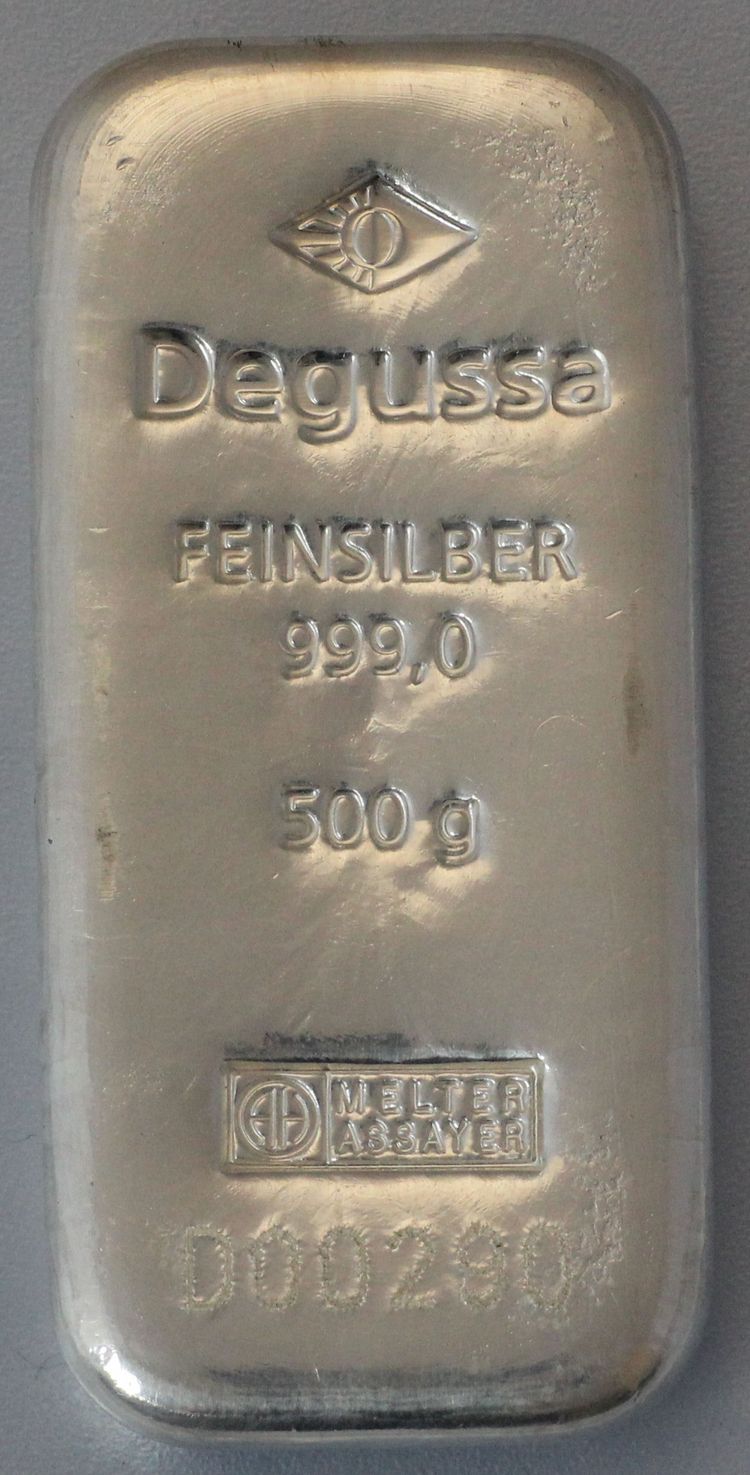 Degussa
FEINSILBER
999,0
500 g
MELTER
ASSAYER
D00290